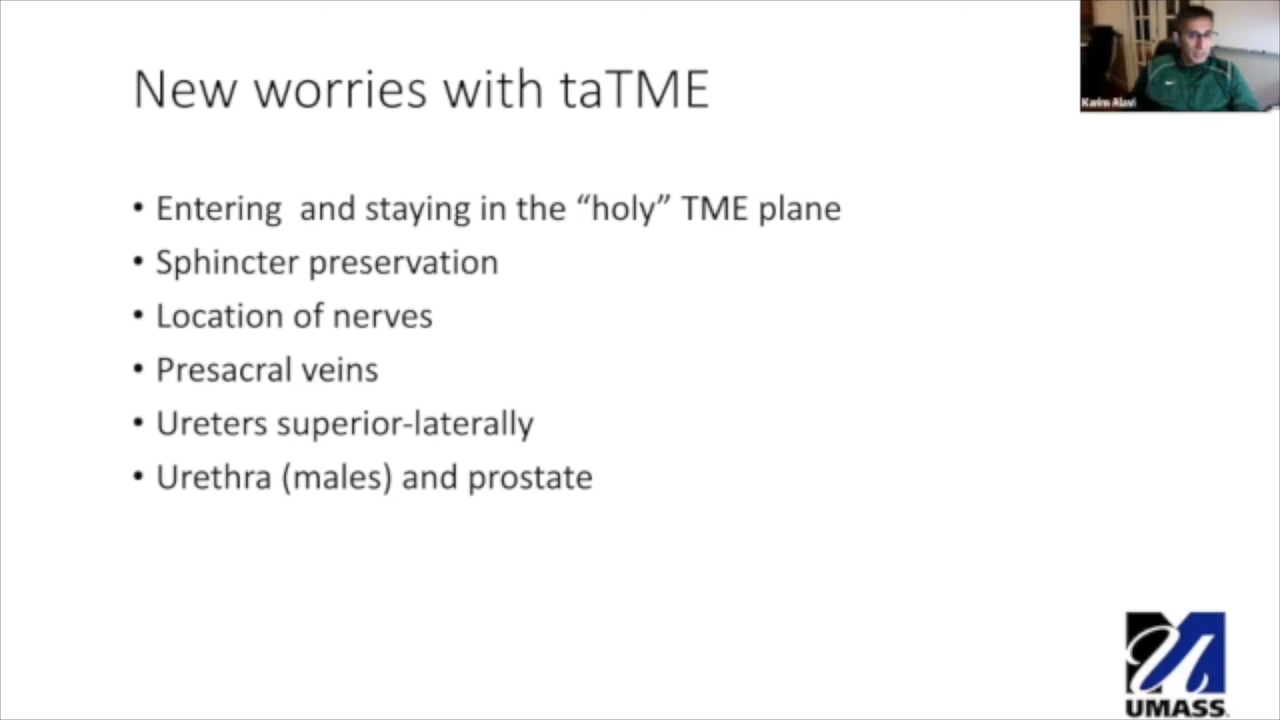 New worries with taTME
Karim Alavi
• Entering and staying in the “holy” TME plane
• Sphincter preservation
• Location of nerves
• Presacral veins
• Ureters superior-laterally
• Urethra (males) and prostate
UMASS